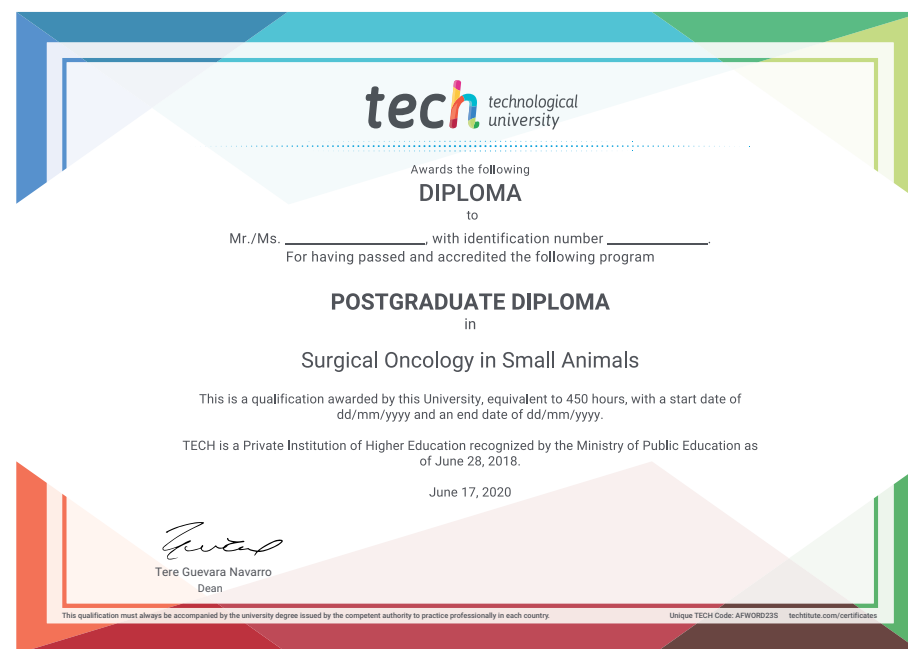 tech technological
university
Awards the following
DIPLOMA
to
Mr./Ms. ____________________, with identification number ______________.
For having passed and accredited the following program
POSTGRADUATE DIPLOMA
in
Surgical Oncology in Small Animals
This is a qualification awarded by this University, equivalent to 450 hours, with a start date of
dd/mm/yyyy and an end date of dd/mm/yyyy.
TECH is a Private Institution of Higher Education recognized by the Ministry of Public Education as
of June 28, 2018.
June 17, 2020
Tere Guevara Navarro
Dean
This qualification must always be accompanied by the university degree issued by the competent authority to practice professionally in each country. Unique TECH Code: AFWORD23S techtitute.com/certificates